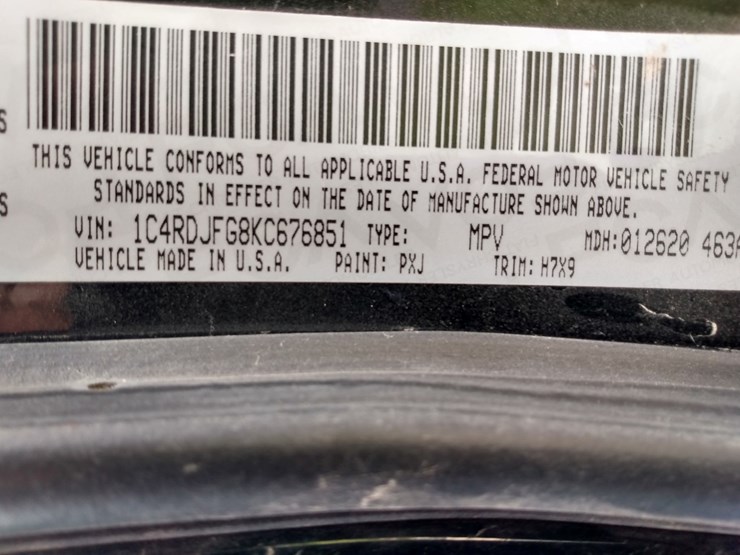 THIS VEHICLE CONFORMS TO ALL APPLICABLE U.S.A. FEDERAL MOTOR VEHICLE SAFETY
STANDARDS IN EFFECT ON THE DATE OF MANUFACTURE SHOWN ABOVE.
VIN: 1C4RDJFG8KC676851 TYPE: MPV MDH:012620 463A
VEHICLE MADE IN U.S.A. PAINT: PXJ TRIM: H7X9